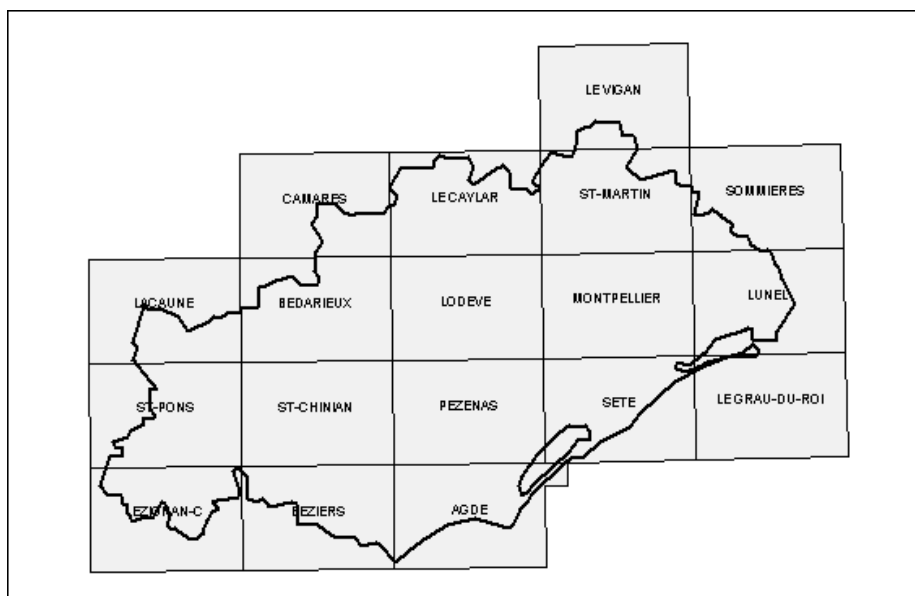 LE VIGAN
CAMARES
LE CAYLAR
ST-MARTIN
SOMMIERES
LACAUNE
BEDARIEUX
LODEVE
MONTPELLIER
LUNEL
ST-PONS
ST-CHINIAN
PEZENAS
SETE
LE GRAU-DU-ROI
EZIGNAN-C
BEZIERS
AGDE